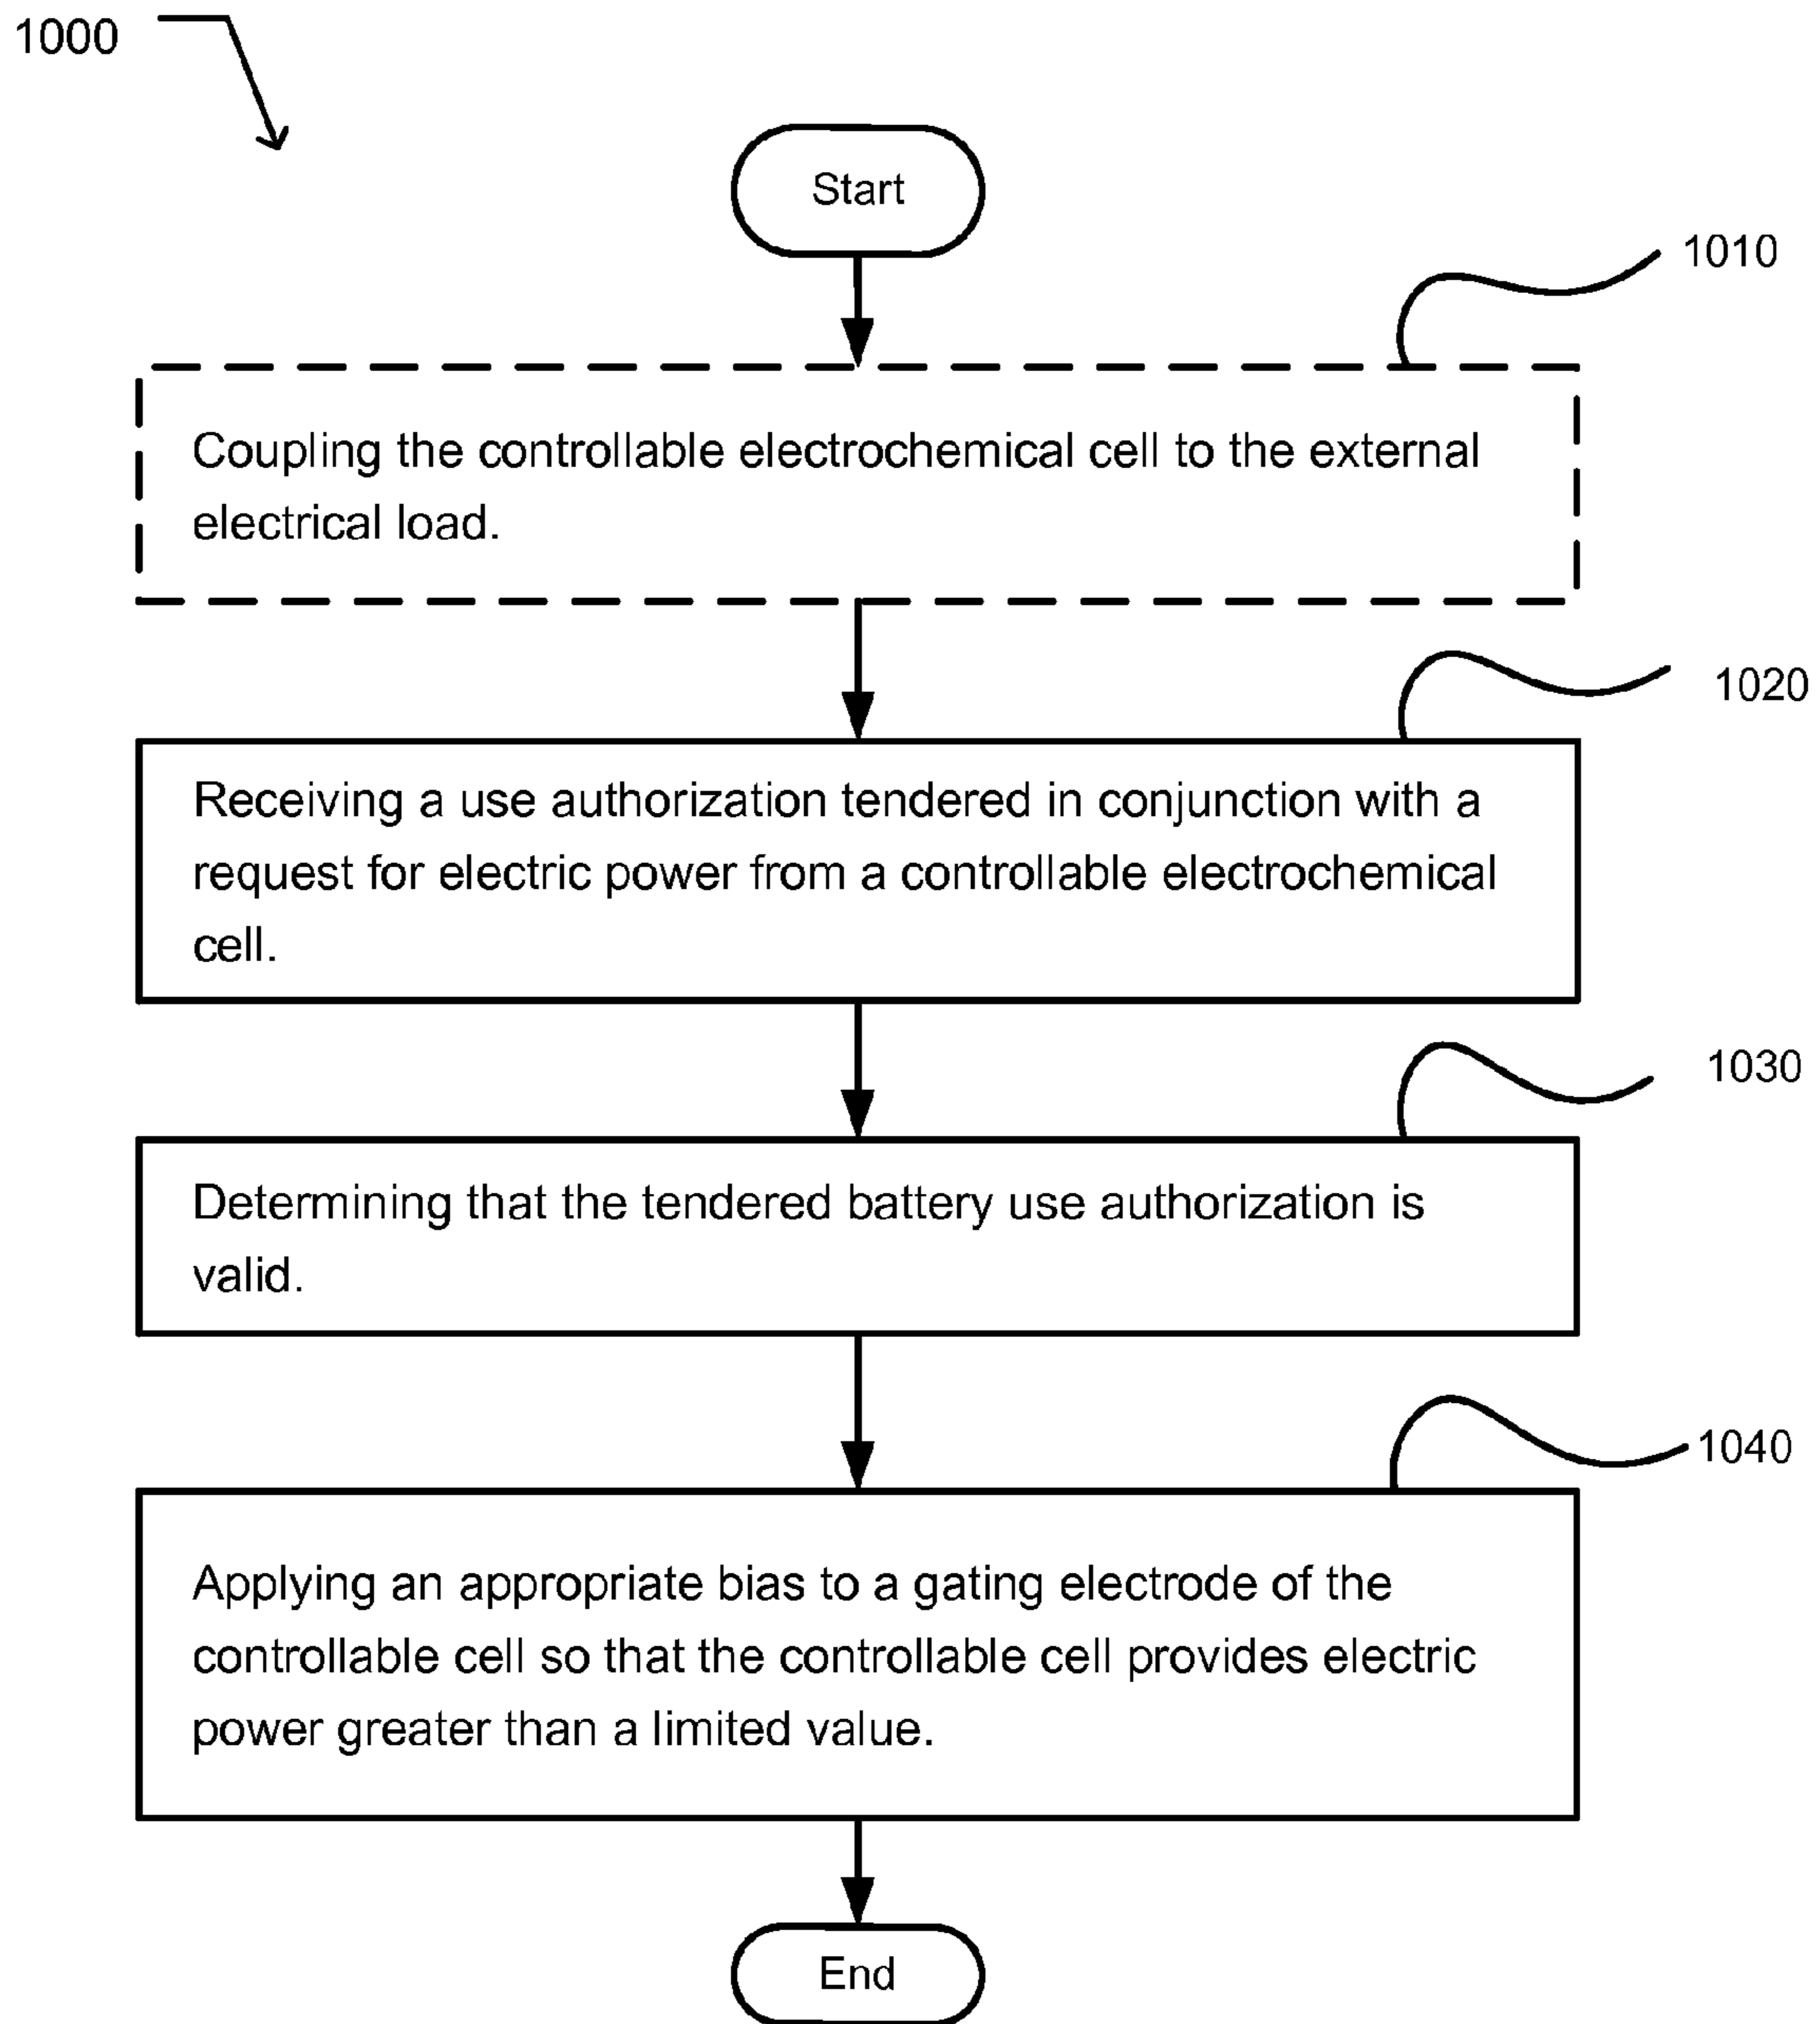 1000
Start
1010
Coupling the controllable electrochemical cell to the external
electrical load.
1020
Receiving a use authorization tendered in conjunction with a
request for electric power from a controllable electrochemical
cell.
1030
Determining that the tendered battery use authorization is
valid.
1040
Applying an appropriate bias to a gating electrode of the
controllable cell so that the controllable cell provides electric
power greater than a limited value.
End